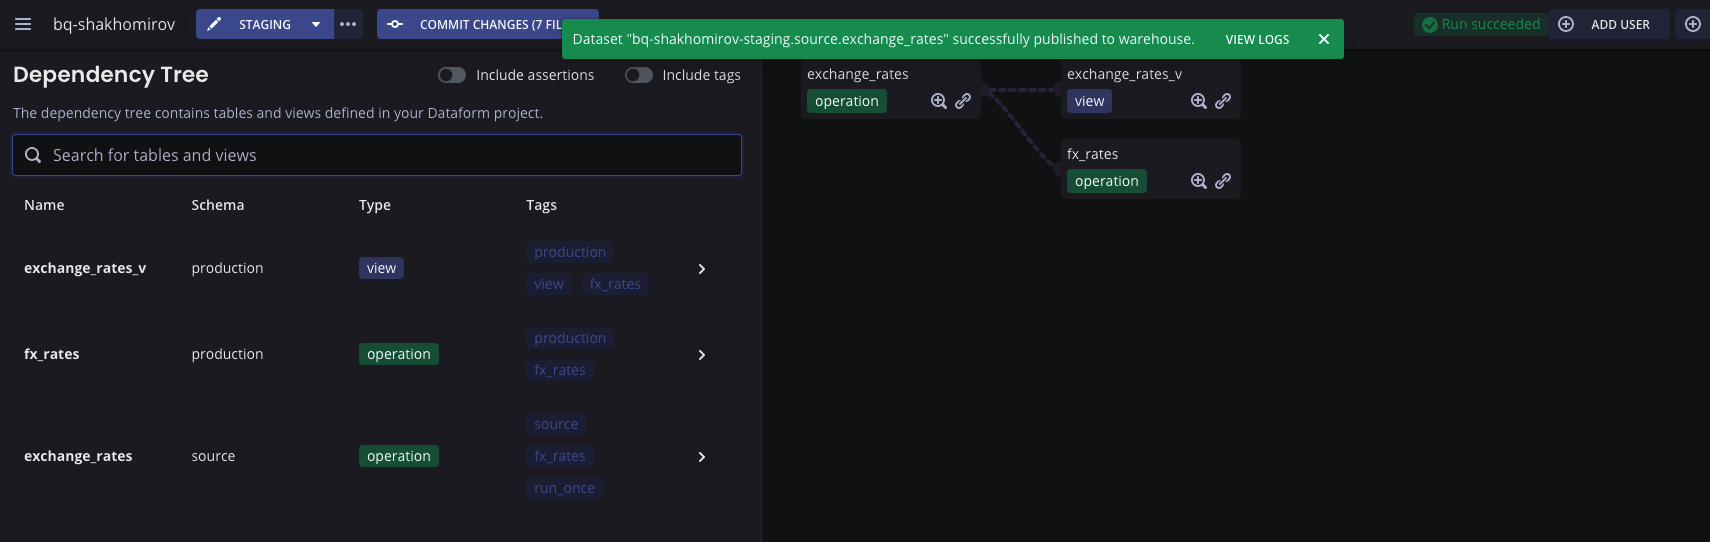 bq-shakhomirov
STAGING
COMMIT CHANGES (7 FIL
Dataset "bq-shakhomirov-staging.source.exchange_rates" successfully published to warehouse.
VIEW LOGS
Run succeeded
ADD USER
Dependency Tree
Include assertions
Include tags
The dependency tree contains tables and views defined in your Dataform project.
Search for tables and views
Name Schema Type Tags
exchange_rates_v production view production
view fx_rates
fx_rates production operation production
fx_rates
exchange_rates source operation source
fx_rates
run_once
exchange_rates
operation
exchange_rates_v
view
fx_rates
operation